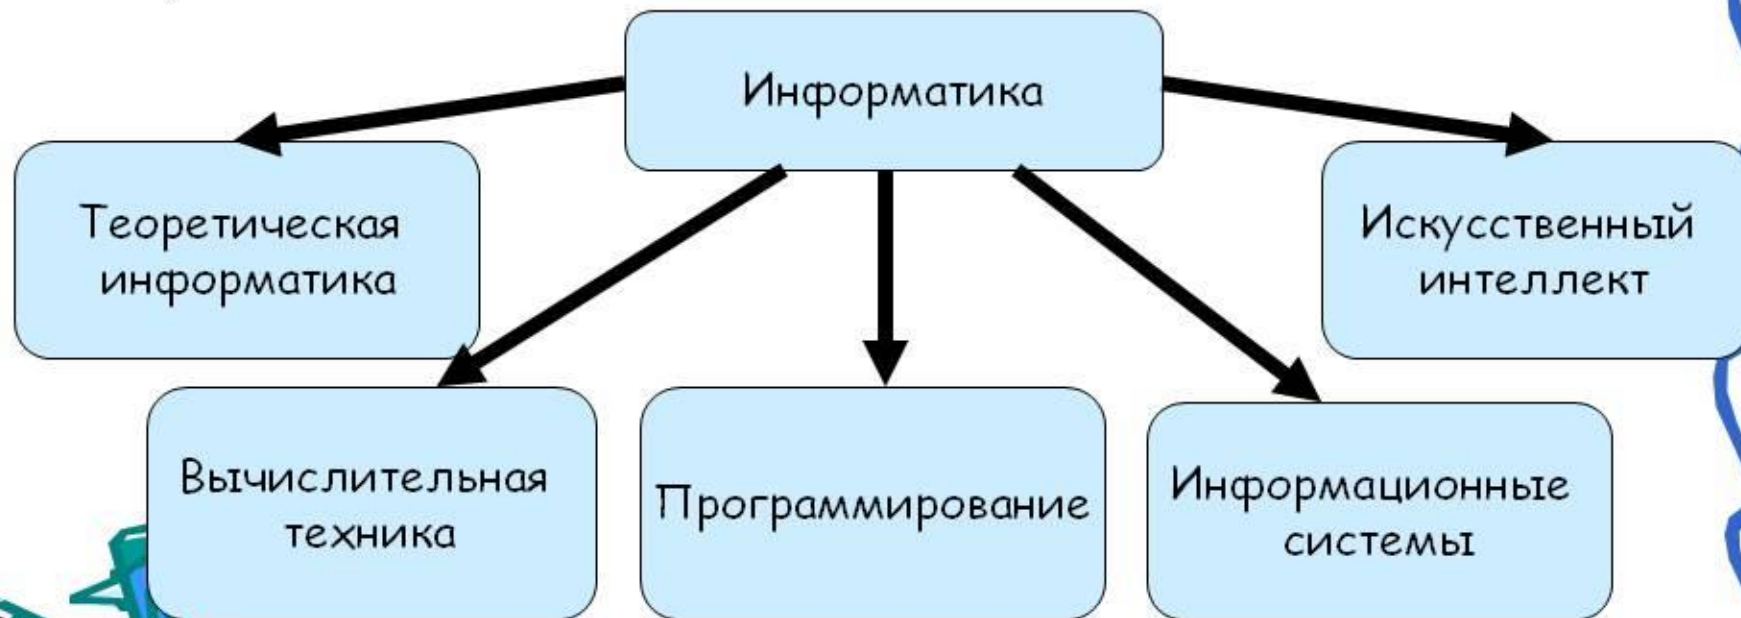 Информатика
Теоретическая
информатика
Искусственный
интеллект
Вычислительная
техника
Программирование
Информационные
системы